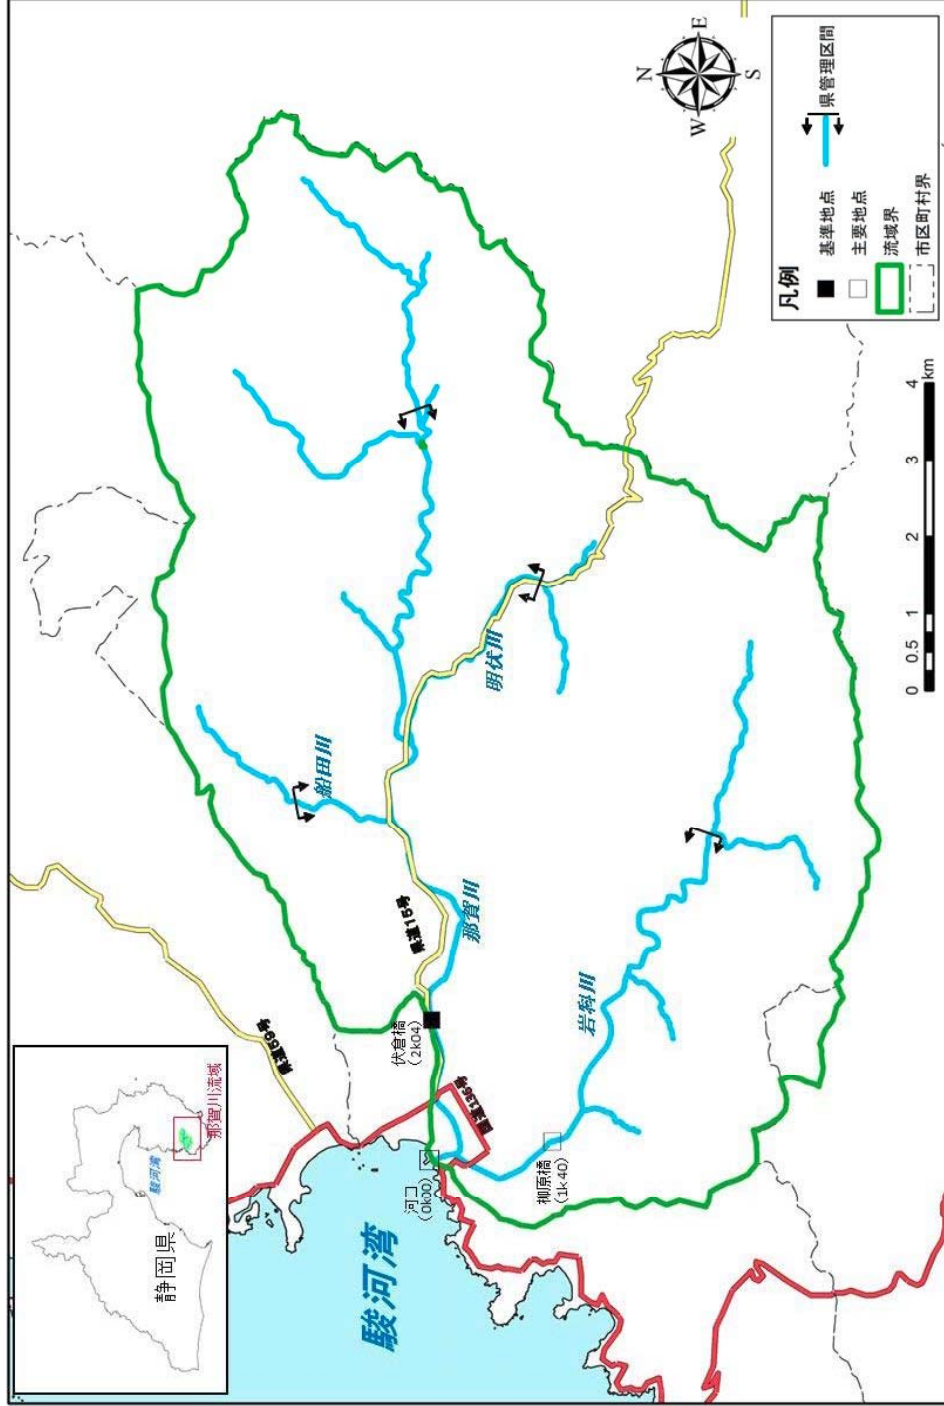 静岡県
駿河湾
那賀川流域
県道59号
県道15号
国道136号
伏倉橋
(2k04)
河口
(0k00)
柳原橋
(1k40)
駿河湾
船田川
那賀川
明伏川
岩科川
N
E
W
S
凡例
基準地点
県管理区間
主要地点
流域界
市区町村界
0 0.5 1 2 3 4
km